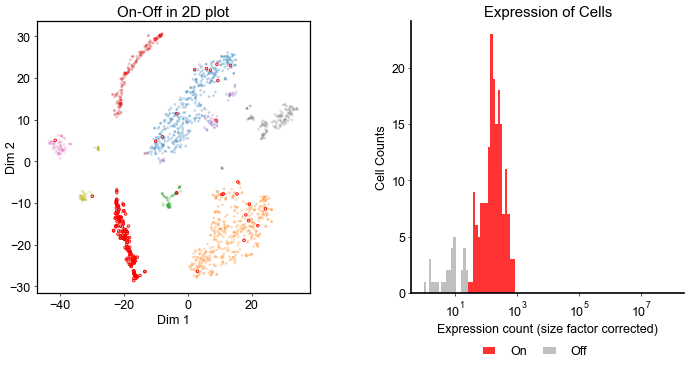 On-Off in 2D plot
30
20
10
0
−10
−20
−30
Dim 2
−40
−20
0
20
Dim 1
Expression of Cells
20
15
10
5
0
Cell Counts
10^1
10^3
10^5
10^7
Expression count (size factor corrected)
On
Off